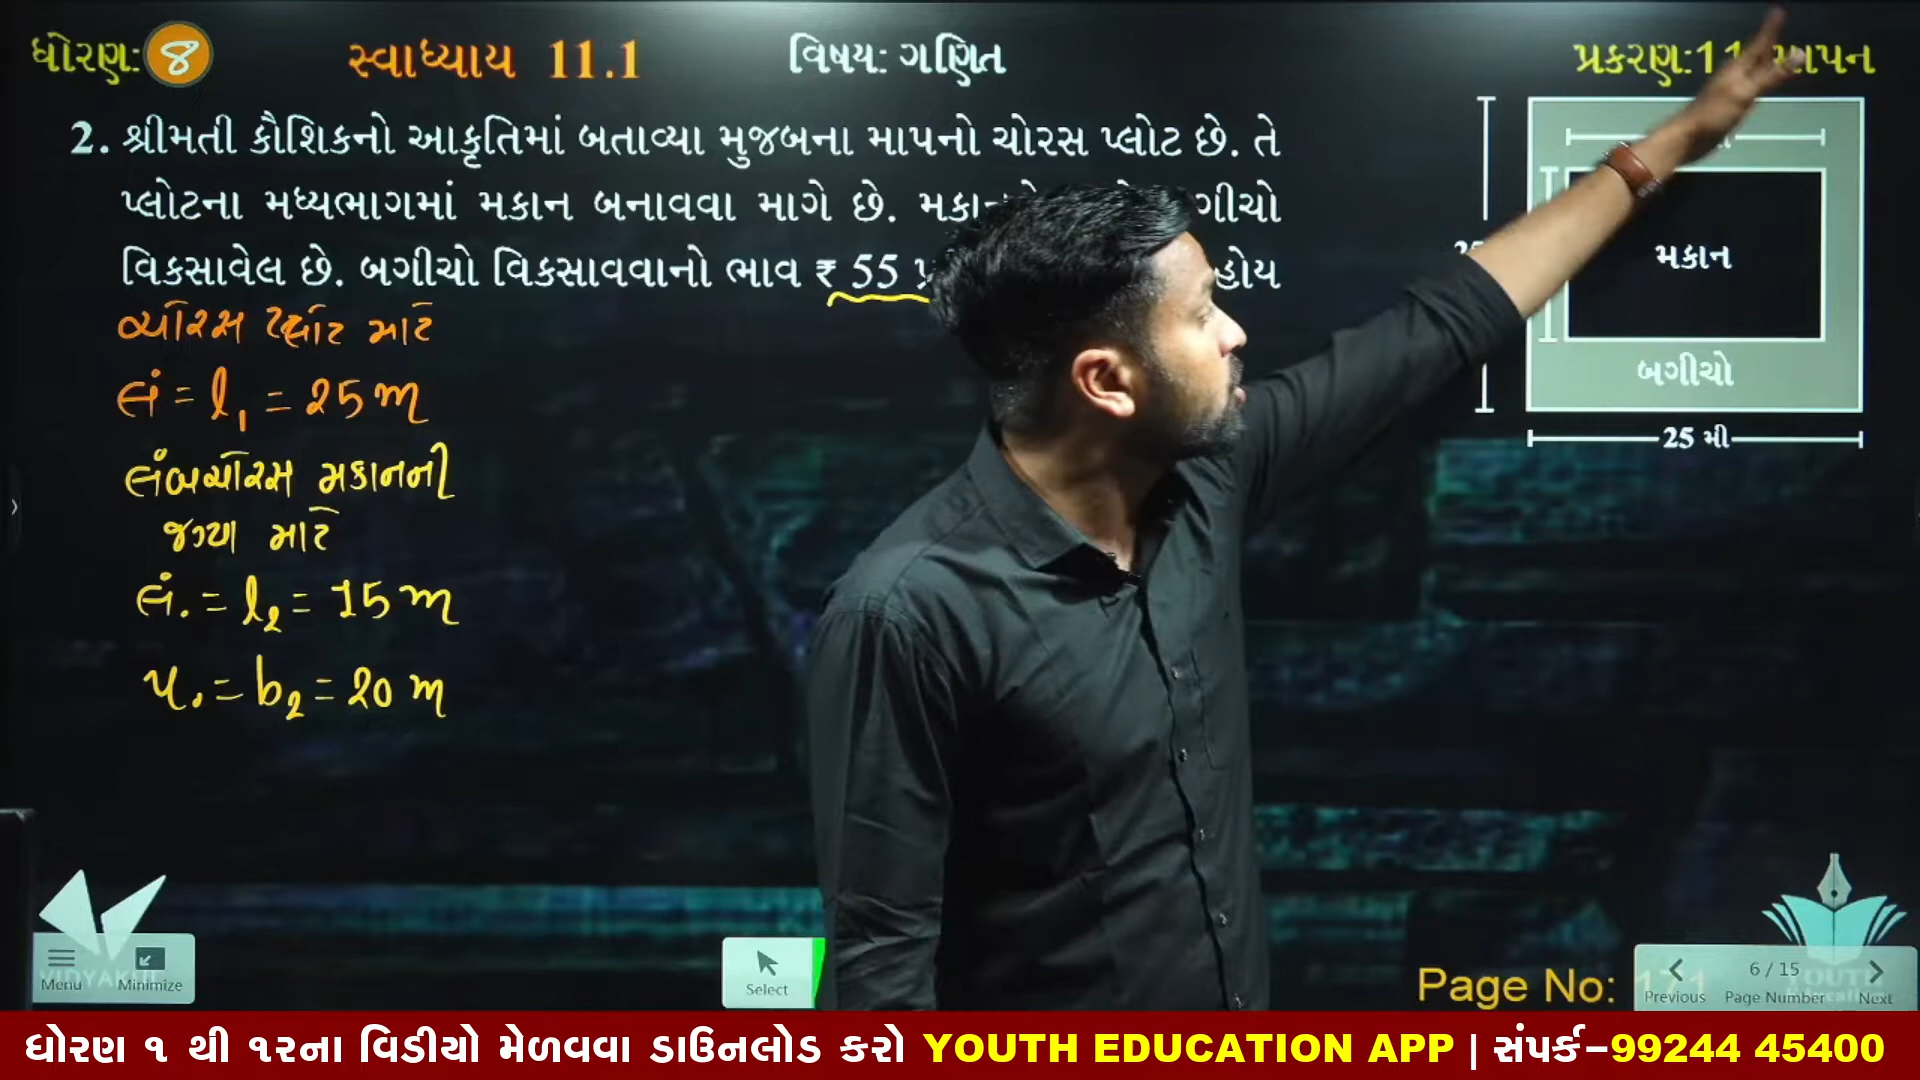 ધોરણ: 8 સ્વાધ્યાય 11.1 વિષય: ગણિત પ્રકરણ:11
2. શ્રીમતી કૌશિકનો આકૃતિમાં બતાવ્યા મુજબના માપનો ચોરસ પ્લોટ છે. તે
પ્લોટના મધ્યભાગમાં મકાન બનાવવા માગે છે.
વિકસાવેલ છે. બગીચો વિકસાવવાનો ભાવ ₹ 55 હોય
ચોરસ પ્લોટ માટે
લં = l₁ = 25 m
લંબચોરસ મકાનની
જગ્યા માટે
લં. = l₂ = 15 m
પ. = b₂ = 20 m
મકાન
બગીચો
25 મી
Menu Minimize
VIDYAKUL
Select
Page No:
6 / 15
Previous Page Number Next
ધોરણ ૧ થી ૧૨ના વિડીયો મેળવવા ડાઉનલોડ કરો YOUTH EDUCATION APP | સંપર્ક-99244 45400